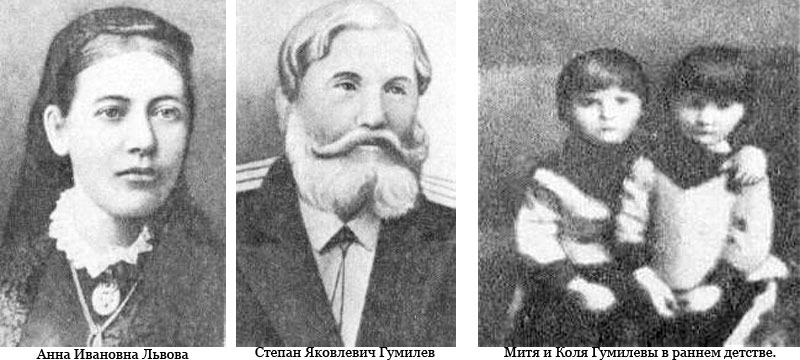 Анна Ивановна Львова
Степан Яковлевич Гумилев
Митя и Коля Гумилевы в раннем детстве.